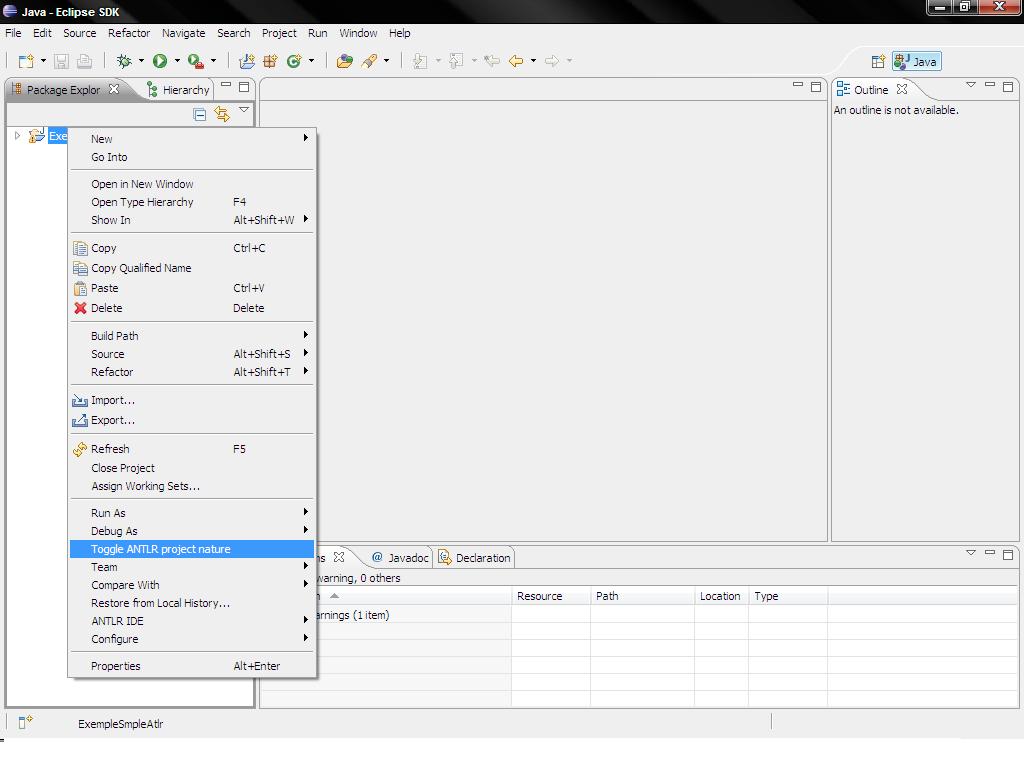 Java - Eclipse SDK
File Edit Source Refactor Navigate Search Project Run Window Help
Java
Package Explor Hierarchy
Outline
An outline is not available.
Exe
New
Go Into
Open in New Window
Open Type Hierarchy F4
Show In Alt+Shift+W
Copy Ctrl+C
Copy Qualified Name
Paste Ctrl+V
Delete Delete
Build Path
Source Alt+Shift+S
Refactor Alt+Shift+T
Import...
Export...
Refresh F5
Close Project
Assign Working Sets...
Run As
Debug As
Toggle ANTLR project nature
Team
Compare With
Restore from Local History...
ANTLR IDE
Configure
Properties Alt+Enter
ms @ Javadoc Declaration
warning, 0 others
n Resource Path Location Type
arnings (1 item)
ExempleSmpleAtlr